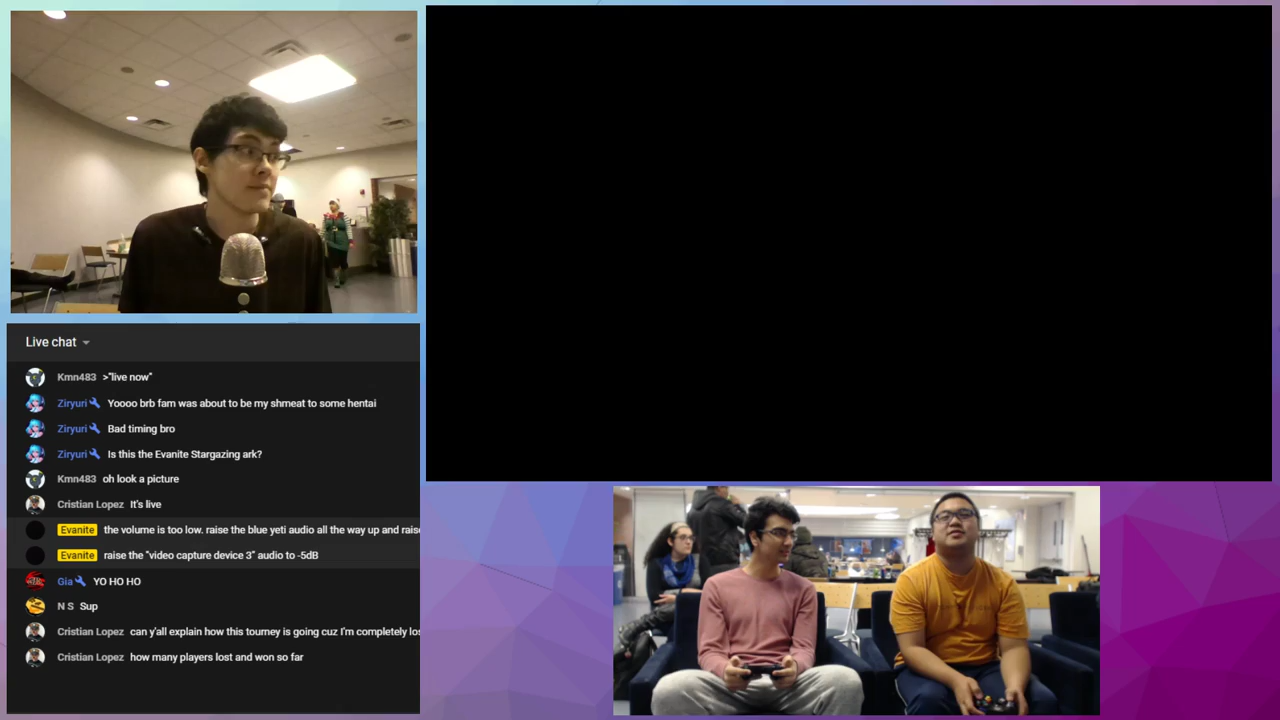 Live chat
Kmn483 >"live now"
Ziryuri Yoooo brb fam was about to be my shmeat to some hentai
Ziryuri Bad timing bro
Ziryuri Is this the Evanite Stargazing ark?
Kmn483 oh look a picture
Cristian Lopez It's live
Evanite the volume is too low. raise the blue yeti audio all the way up and raise
Evanite raise the "video capture device 3" audio to -5dB
Gia YO HO HO
N S Sup
Cristian Lopez can y'all explain how this tourney is going cuz I'm completely
Cristian Lopez how many players lost and won so far